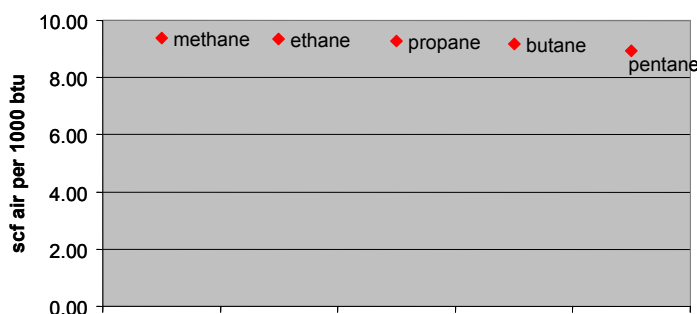 10.00
methane
ethane
propane
butane
pentane
8.00
6.00
4.00
2.00
0.00
scf air per 1000 btu